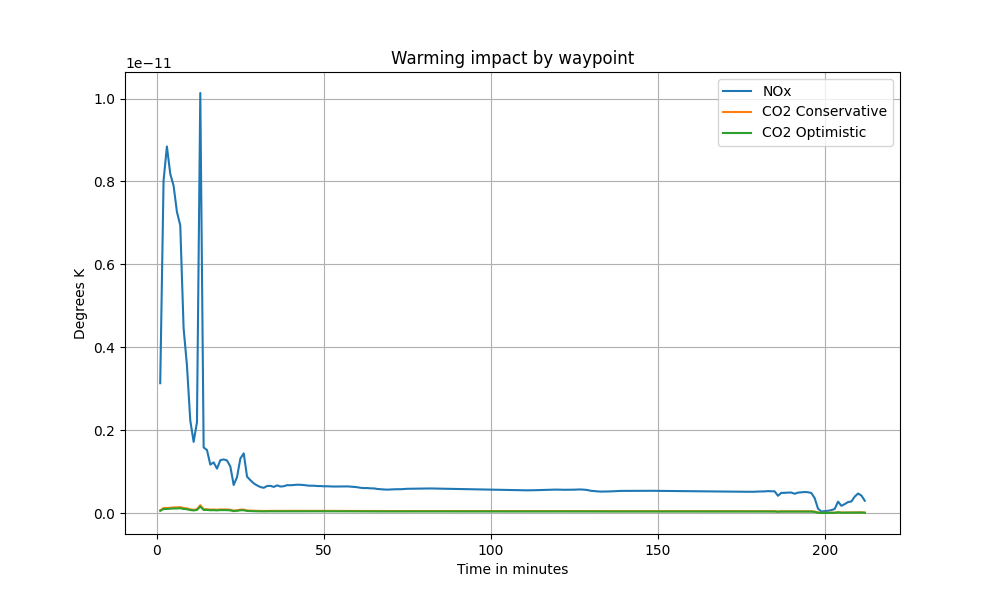 Warming impact by waypoint
1e−11
NOx
CO2 Conservative
CO2 Optimistic
1.0
0.8
0.6
0.4
0.2
0.0
Degrees K
0 50 100 150 200
Time in minutes